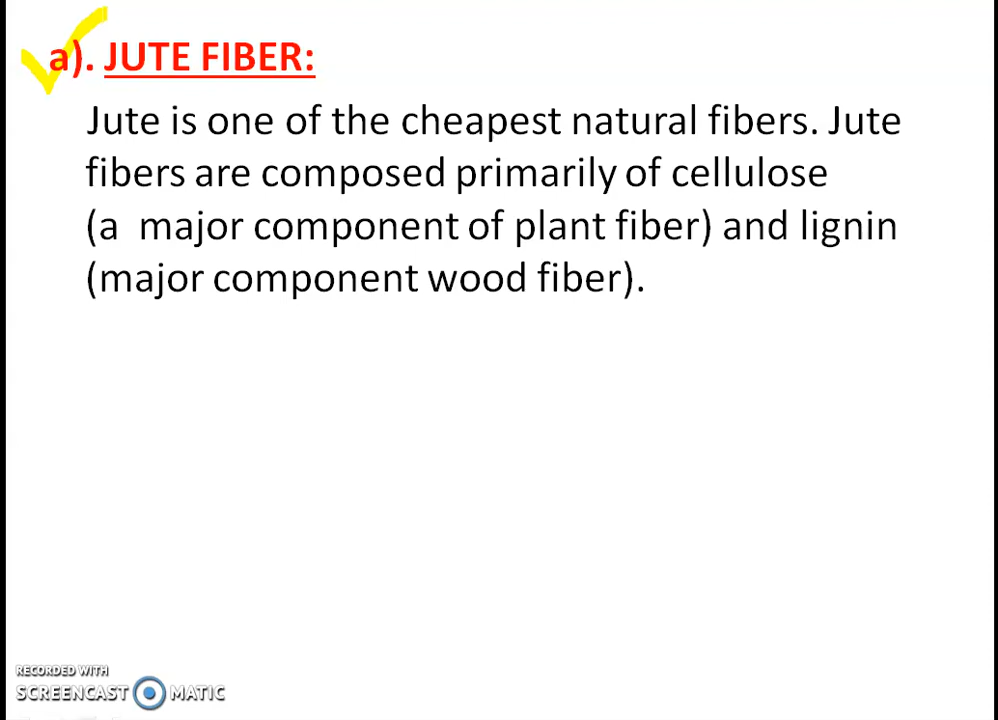 a). JUTE FIBER:
Jute is one of the cheapest natural fibers. Jute
fibers are composed primarily of cellulose
(a  major component of plant fiber) and lignin
(major component wood fiber).
RECORDED WITH
SCREENCAST MATIC